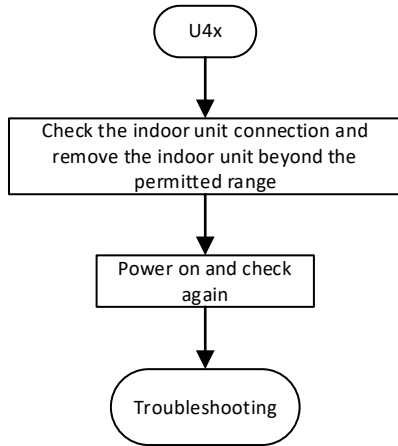 U4x
Check the indoor unit connection and
remove the indoor unit beyond the
permitted range
Power on and check
again
Troubleshooting